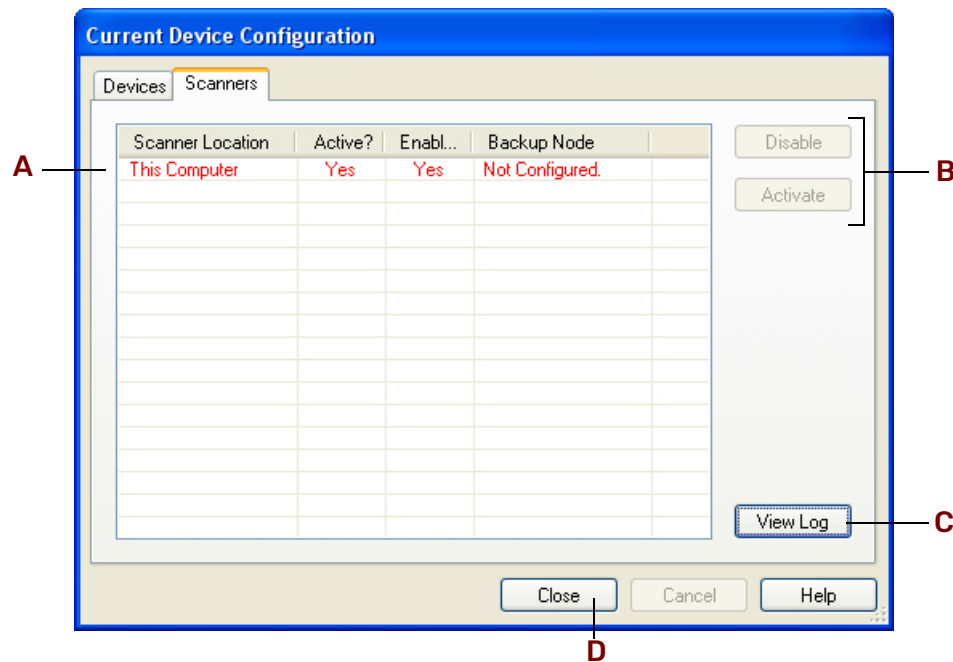 Current Device Configuration
Devices Scanners
Scanner Location Active? Enabl... Backup Node
Disable
A
This Computer Yes Yes Not Configured.
B
Activate
View Log
C
Close Cancel Help
D